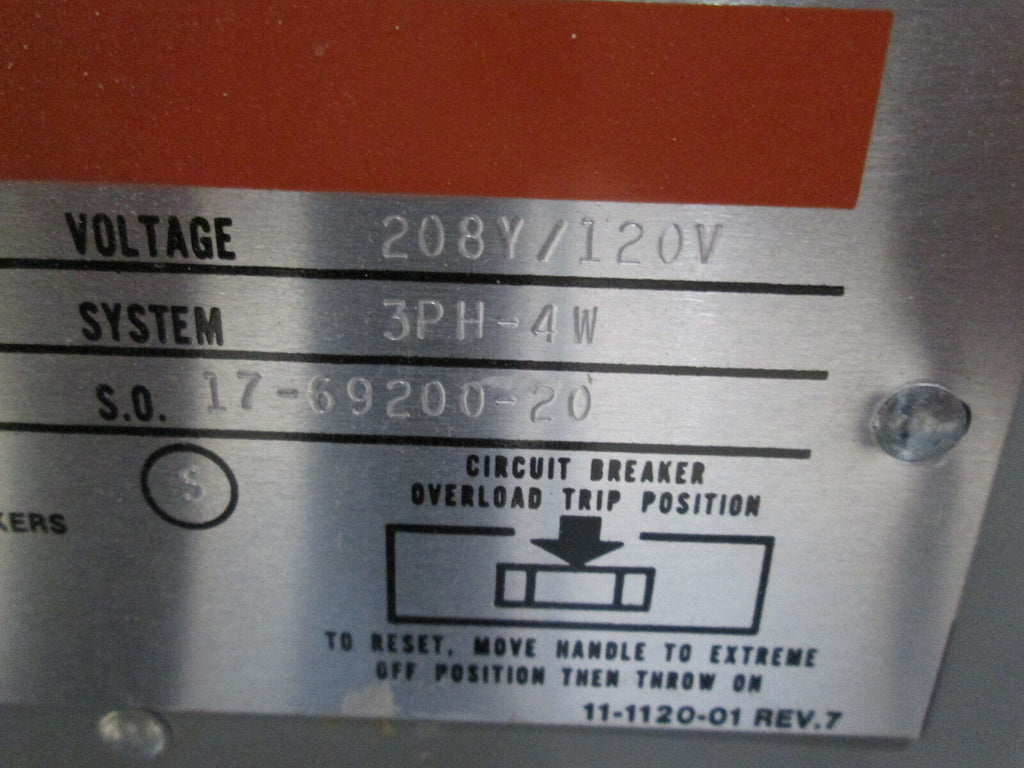 VOLTAGE 208Y/120V
SYSTEM 3PH-4W
S.O. 17-69200-20
S
CIRCUIT BREAKER
OVERLOAD TRIP POSITION
KERS
TO RESET, MOVE HANDLE TO EXTREME
OFF POSITION THEN THROW ON
11-1120-01 REV.7